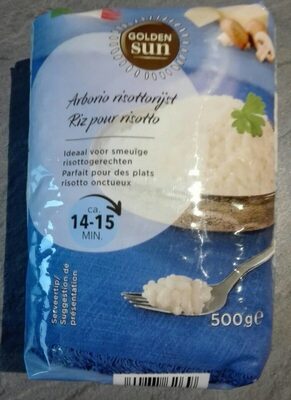 GOLDEN
sun
Arborio risottorijst
Riz pour risotto
Ideaal voor smeuïge
risottogerechten
Parfait pour des plats
risotto onctueux
ca.
14-15
MIN.
Serveertip/
Suggestion de
présentation
500g℮